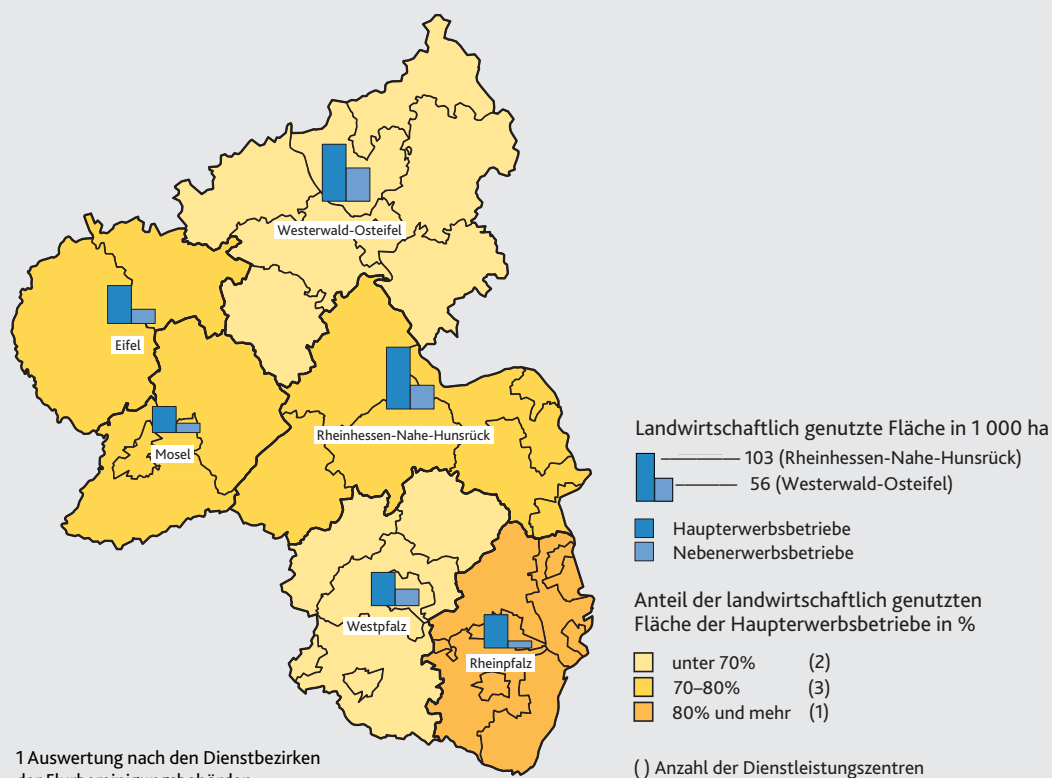 Westerwald-Osteifel
Eifel
Mosel
Rheinhessen-Nahe-Hunsrück
Westpfalz
Rheinpfalz
Landwirtschaftlich genutzte Fläche in 1 000 ha
103 (Rheinhessen-Nahe-Hunsrück)
56 (Westerwald-Osteifel)
Haupterwerbsbetriebe
Nebenerwerbsbetriebe
Anteil der landwirtschaftlich genutzten
Fläche der Haupterwerbsbetriebe in %
unter 70% (2)
70–80% (3)
80% und mehr (1)
( ) Anzahl der Dienstleistungszentren
1 Auswertung nach den Dienstbezirken
der Flurbereinigungsbehörden